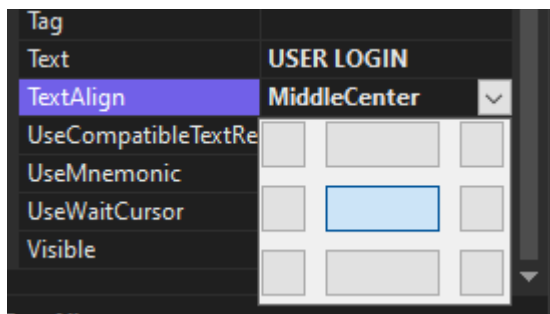 Tag
Text USER LOGIN
TextAlign MiddleCenter
UseCompatibleTextRe
UseMnemonic
UseWaitCursor
Visible